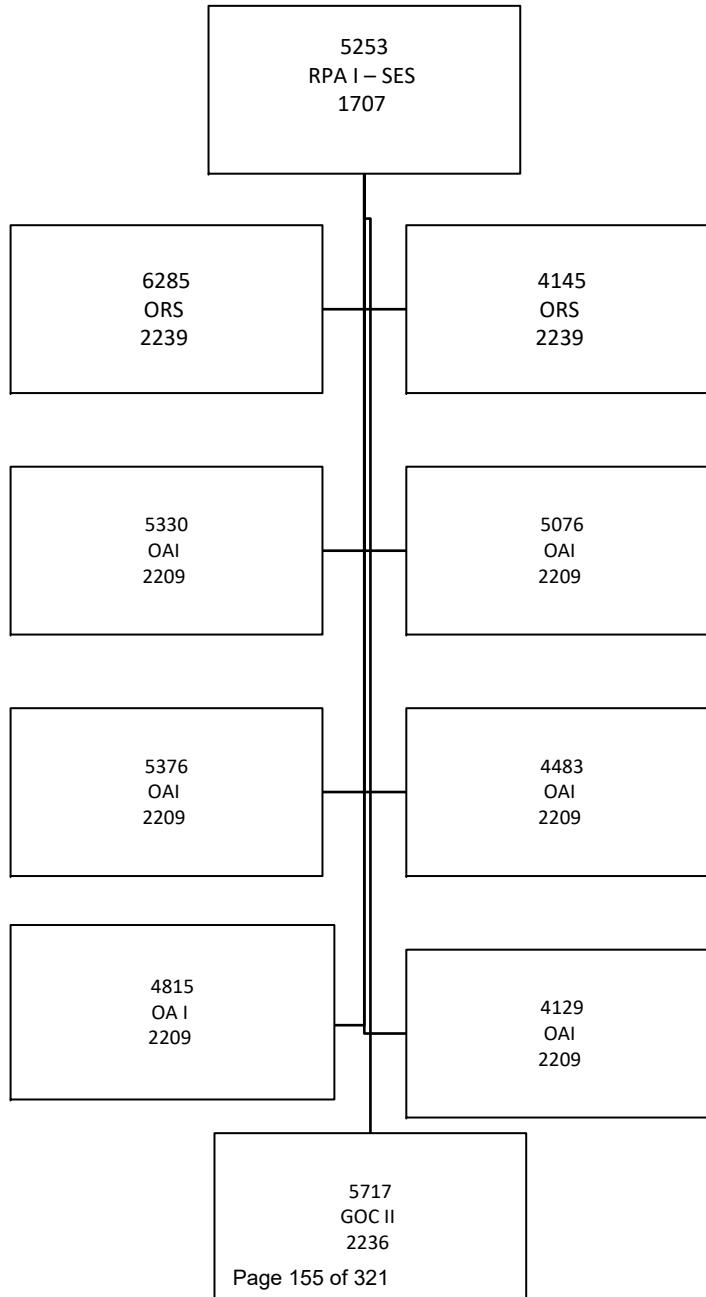 5253
RPA I – SES
1707
6285
ORS
2239
4145
ORS
2239
5330
OAI
2209
5076
OAI
2209
5376
OAI
2209
4483
OAI
2209
4815
OA I
2209
4129
OAI
2209
5717
GOC II
2236
Page 155 of 321